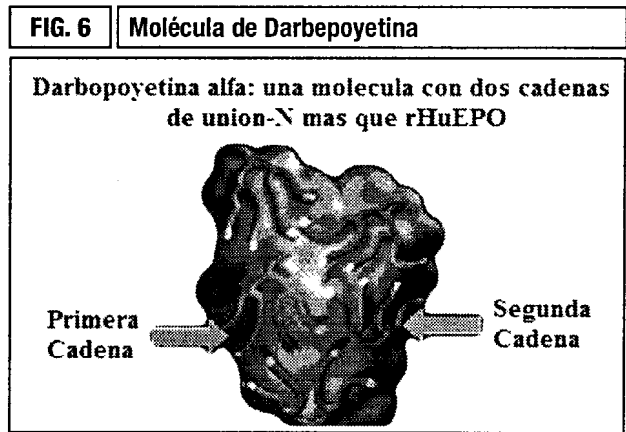 FIG. 6 Molécula de Darbepoyetina
Darbopoyetina alfa: una molecula con dos cadenas
de union-N mas que rHuEPO
Primera
Cadena
Segunda
Cadena